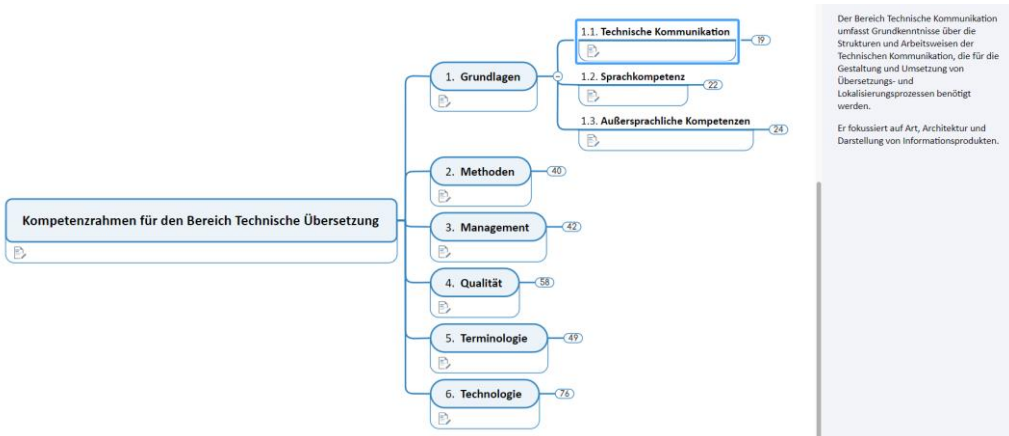 Kompetenzrahmen für den Bereich Technische Übersetzung
1. Grundlagen
1.1. Technische Kommunikation
19
1.2. Sprachkompetenz
22
1.3. Außersprachliche Kompetenzen
24
2. Methoden
40
3. Management
42
4. Qualität
58
5. Terminologie
49
6. Technologie
76
Der Bereich Technische Kommunikation
umfasst Grundkenntnisse über die
Strukturen und Arbeitsweisen der
Technischen Kommunikation, die für die
Gestaltung und Umsetzung von
Übersetzungs- und
Lokalisierungsprozessen benötigt
werden.
Er fokussiert auf Art, Architektur und
Darstellung von Informationsprodukten.